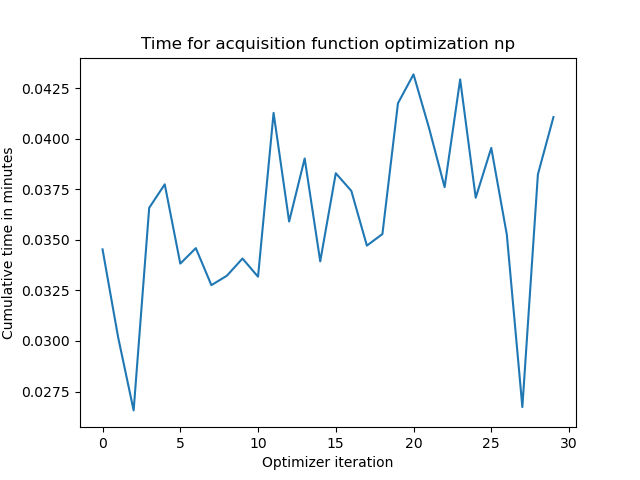 Time for acquisition function optimization np
Cumulative time in minutes
0.0425
0.0400
0.0375
0.0350
0.0325
0.0300
0.0275
0 5 10 15 20 25 30
Optimizer iteration